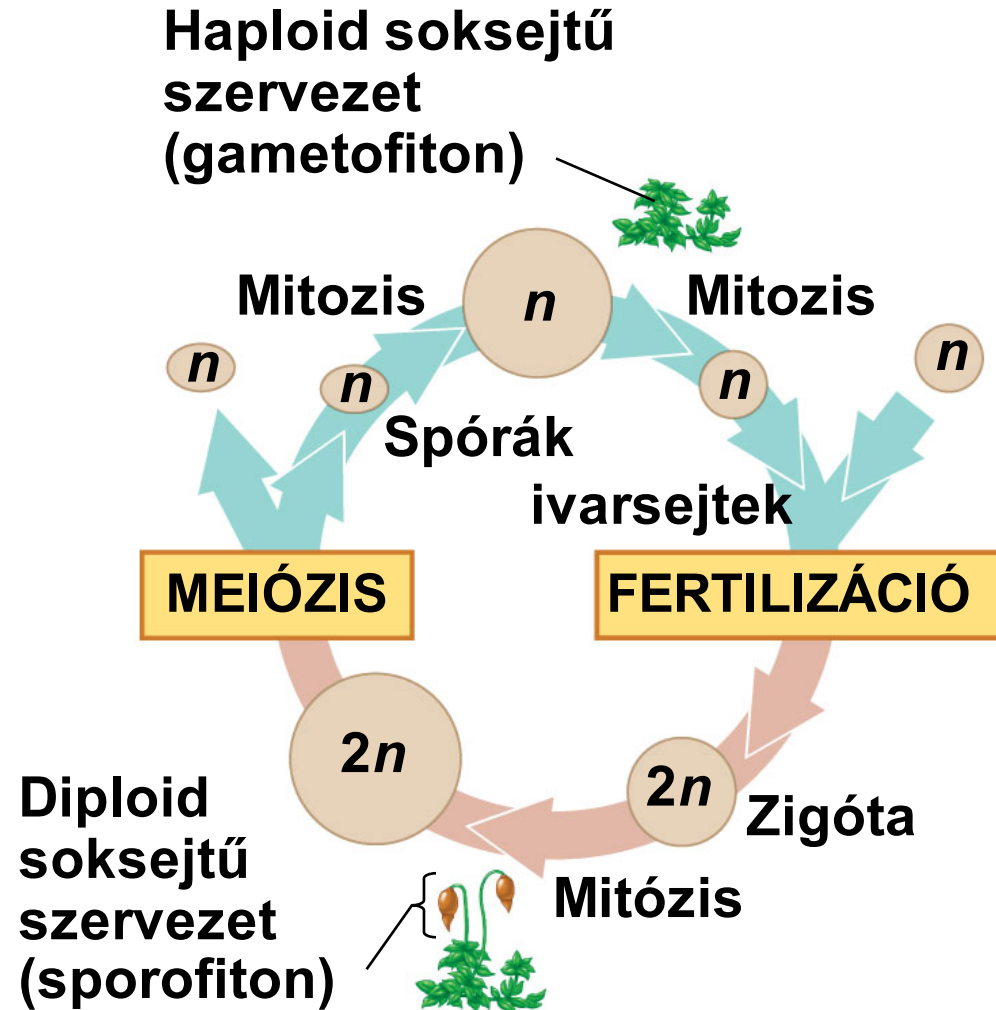 Haploid soksejtű
szervezet
(gametofiton)
Mitozis
n
Mitozis
n
n
n
n
Spórák
ivarsejtek
MEIÓZIS
FERTILIZÁCIÓ
2n
2n
Zigóta
Diploid
soksejtű
szervezet
(sporofiton)
Mitózis